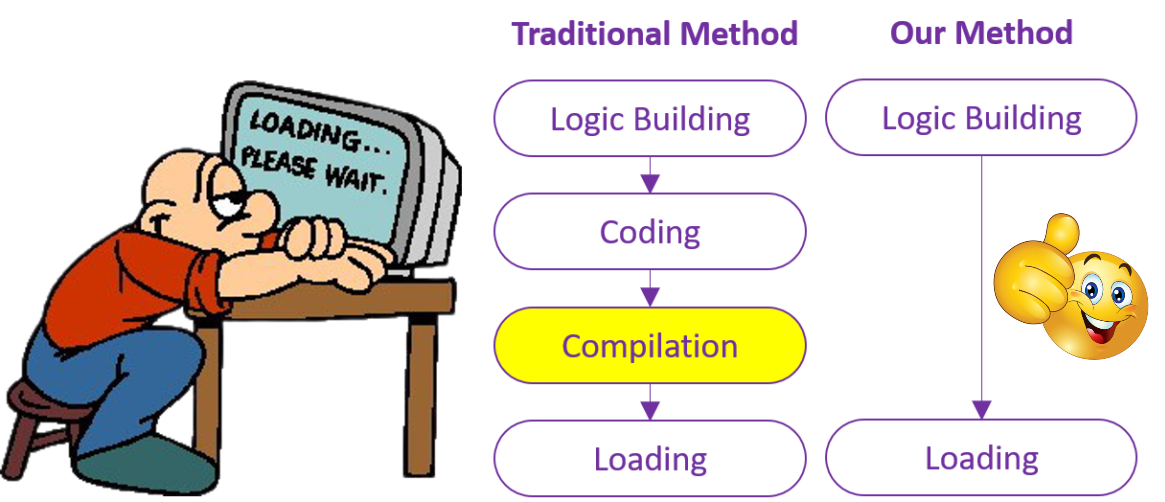 LOADING...
PLEASE WAIT.
Traditional Method
Logic Building
Coding
Compilation
Loading
Our Method
Logic Building
Loading